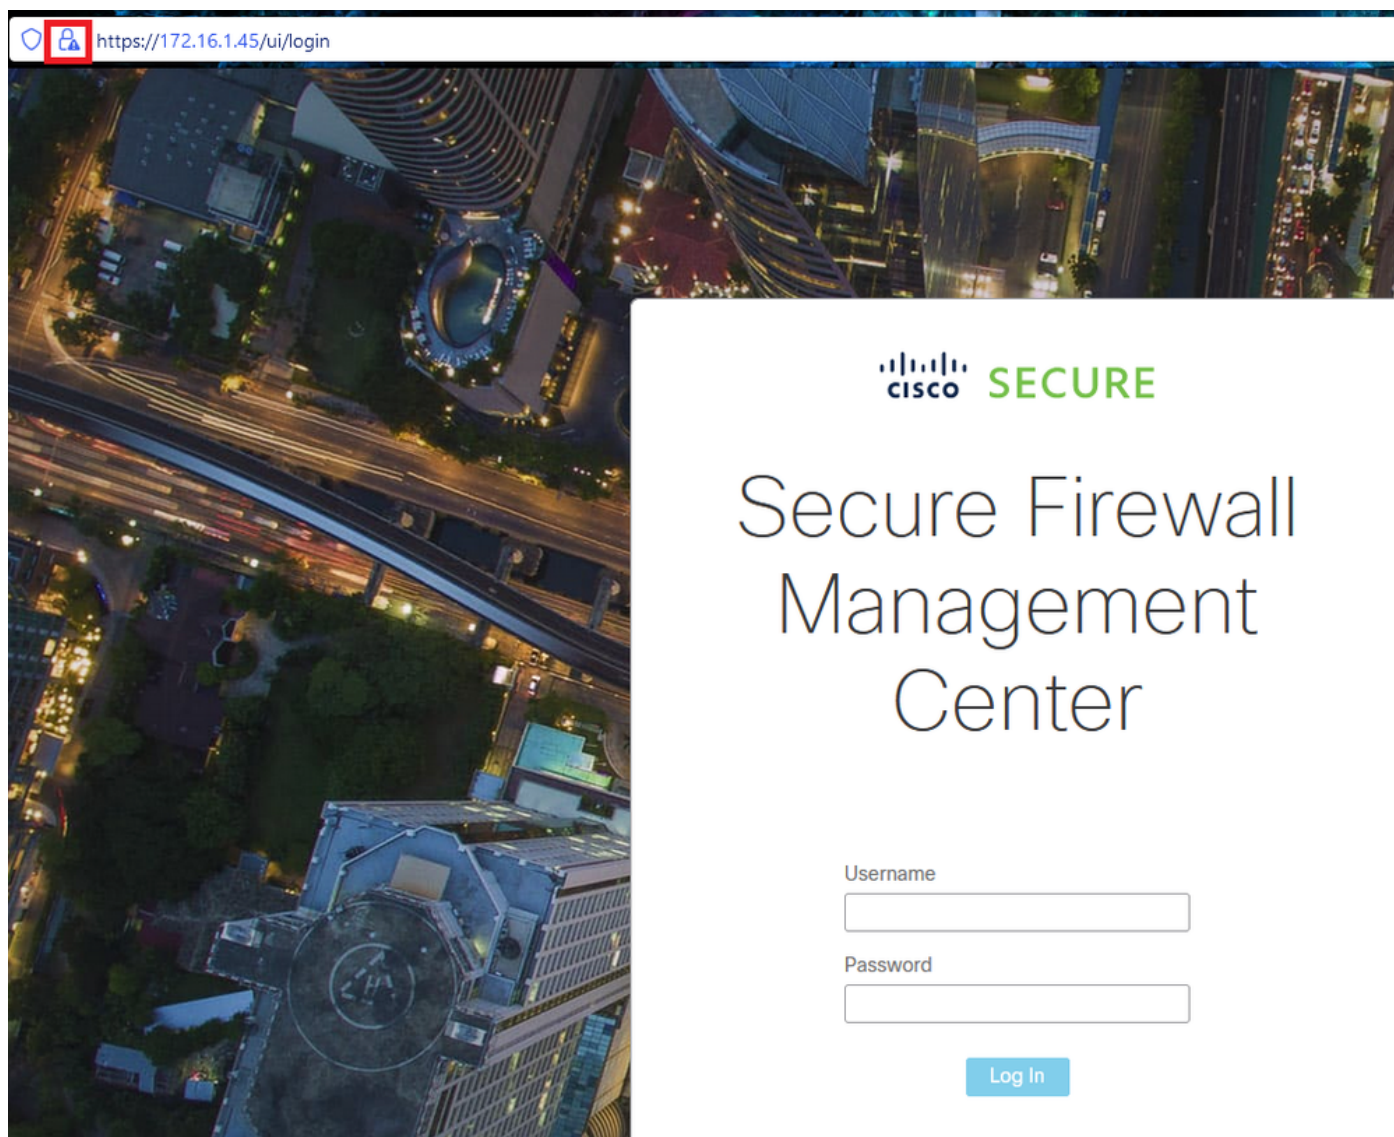 https://172.16.1.45/ui/login
CISCO SECURE
Secure Firewall
Management
Center
Username
Password
Log In